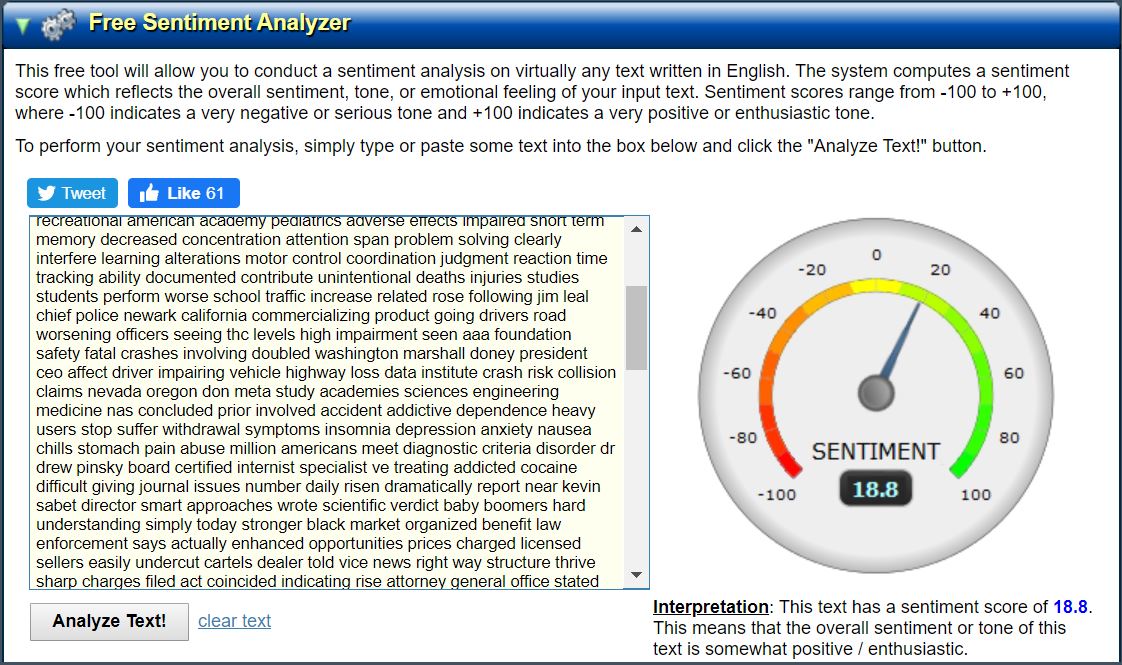 Free Sentiment Analyzer
This free tool will allow you to conduct a sentiment analysis on virtually any text written in English. The system computes a sentiment
score which reflects the overall sentiment, tone, or emotional feeling of your input text. Sentiment scores range from -100 to +100,
where -100 indicates a very negative or serious tone and +100 indicates a very positive or enthusiastic tone.
To perform your sentiment analysis, simply type or paste some text into the box below and click the "Analyze Text!" button.
Tweet
Like 61
recreational american academy pediatrics adverse effects impaired short term
memory decreased concentration attention span problem solving clearly
interfere learning alterations motor control coordination judgment reaction time
tracking ability documented contribute unintentional deaths injuries studies
students perform worse school traffic increase related rose following jim leal
chief police newark california commercializing product going drivers road
worsening officers seeing thc levels high impairment seen aaa foundation
safety fatal crashes involving doubled washington marshall doney president
ceo affect driver impairing vehicle highway loss data institute crash risk collision
claims nevada oregon don meta study academies sciences engineering
medicine nas concluded prior involved accident addictive dependence heavy
users stop suffer withdrawal symptoms insomnia depression anxiety nausea
chills stomach pain abuse million americans meet diagnostic criteria disorder dr
drew pinsky board certified internist specialist ve treating addicted cocaine
difficult giving journal issues number daily risen dramatically report near kevin
sabet director smart approaches wrote scientific verdict baby boomers hard
understanding simply today stronger black market organized benefit law
enforcement says actually enhanced opportunities prices charged licensed
sellers easily undercut cartels dealer told vice news right way structure thrive
sharp charges filed act coincided indicating rise attorney general office stated
Analyze Text!
clear text
0
-20
20
-40
40
-60
60
-80
80
-100
100
SENTIMENT
18.8
Interpretation: This text has a sentiment score of 18.8.
This means that the overall sentiment or tone of this
text is somewhat positive / enthusiastic.